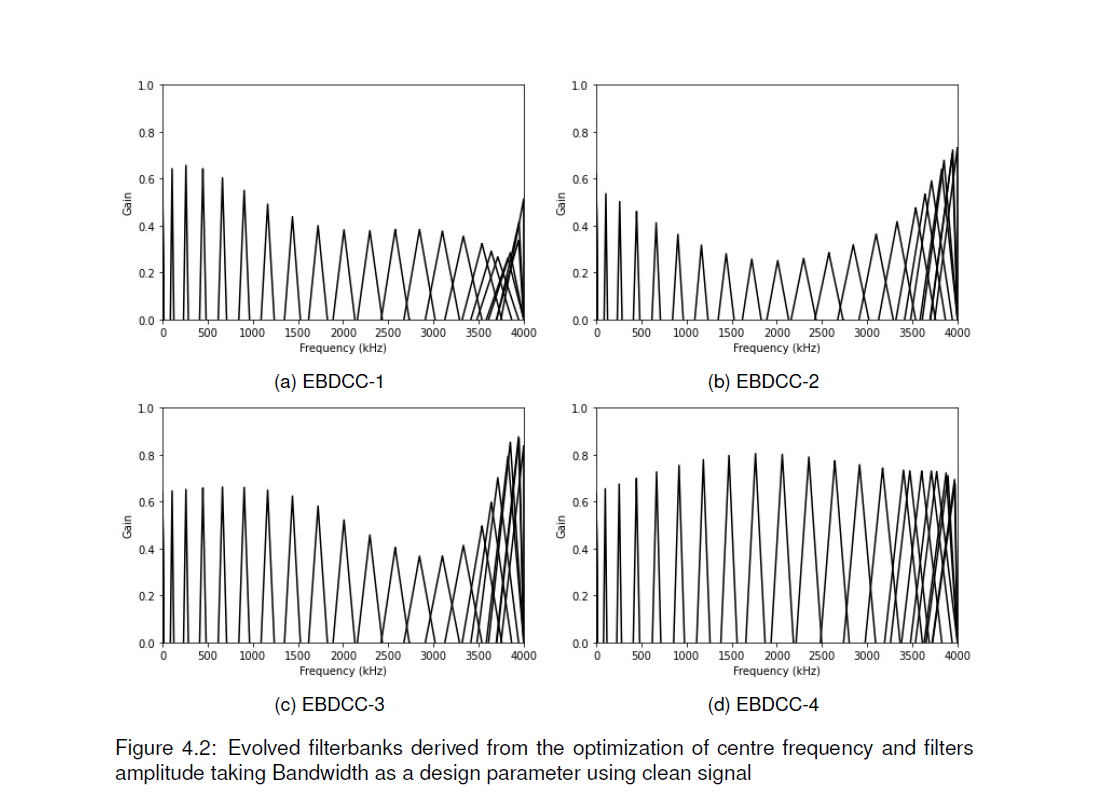 1.0
0.8
0.6
0.4
0.2
0.0
Gain
0 500 1000 1500 2000 2500 3000 3500 4000
Frequency (kHz)
(a) EBDCC-1
1.0
0.8
0.6
0.4
0.2
0.0
Gain
0 500 1000 1500 2000 2500 3000 3500 4000
Frequency (kHz)
(b) EBDCC-2
1.0
0.8
0.6
0.4
0.2
0.0
Gain
0 500 1000 1500 2000 2500 3000 3500 4000
Frequency (kHz)
(c) EBDCC-3
1.0
0.8
0.6
0.4
0.2
0.0
Gain
0 500 1000 1500 2000 2500 3000 3500 4000
Frequency (kHz)
(d) EBDCC-4
Figure 4.2: Evolved filterbanks derived from the optimization of centre frequency and filters
amplitude taking Bandwidth as a design parameter using clean signal